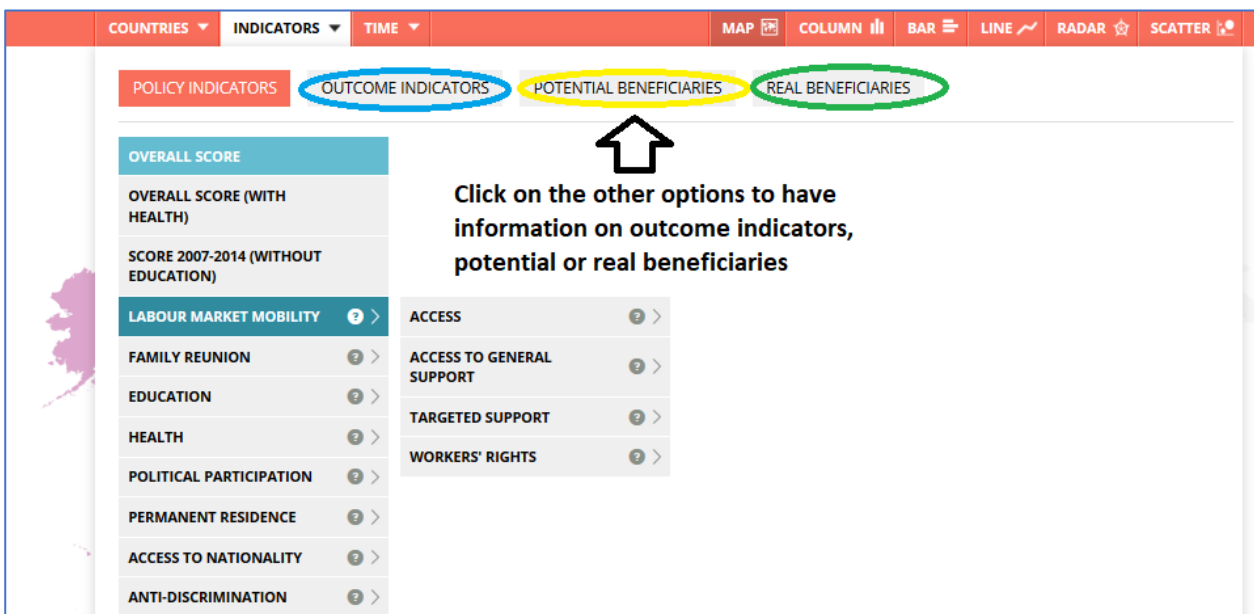 COUNTRIES INDICATORS TIME MAP COLUMN BAR LINE RADAR SCATTER
POLICY INDICATORS OUTCOME INDICATORS POTENTIAL BENEFICIARIES REAL BENEFICIARIES
Click on the other options to have
information on outcome indicators,
potential or real beneficiaries
OVERALL SCORE
OVERALL SCORE (WITH
HEALTH)
SCORE 2007-2014 (WITHOUT
EDUCATION)
LABOUR MARKET MOBILITY ?
FAMILY REUNION ?
EDUCATION ?
HEALTH ?
POLITICAL PARTICIPATION ?
PERMANENT RESIDENCE ?
ACCESS TO NATIONALITY ?
ANTI-DISCRIMINATION ?
ACCESS ?
ACCESS TO GENERAL
SUPPORT ?
TARGETED SUPPORT ?
WORKERS' RIGHTS ?